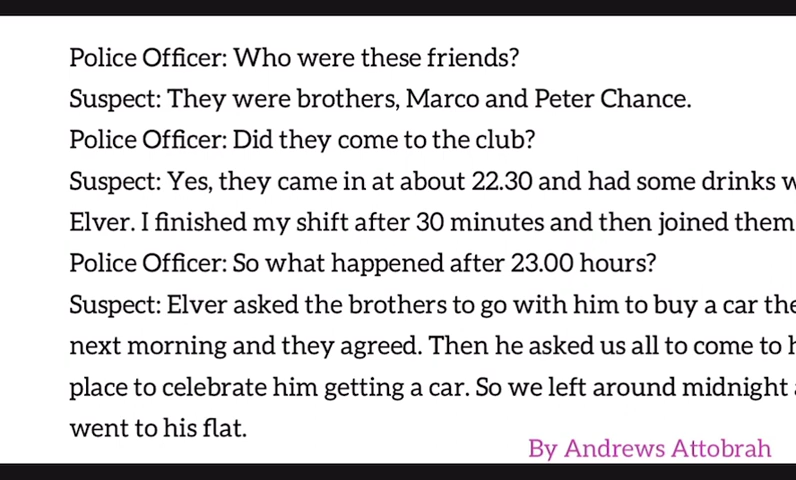 Police Officer: Who were these friends?
Suspect: They were brothers, Marco and Peter Chance.
Police Officer: Did they come to the club?
Suspect: Yes, they came in at about 22.30 and had some drinks
Elver. I finished my shift after 30 minutes and then joined them
Police Officer: So what happened after 23.00 hours?
Suspect: Elver asked the brothers to go with him to buy a car the
next morning and they agreed. Then he asked us all to come to
place to celebrate him getting a car. So we left around midnight
went to his flat.
By Andrews Attobrah